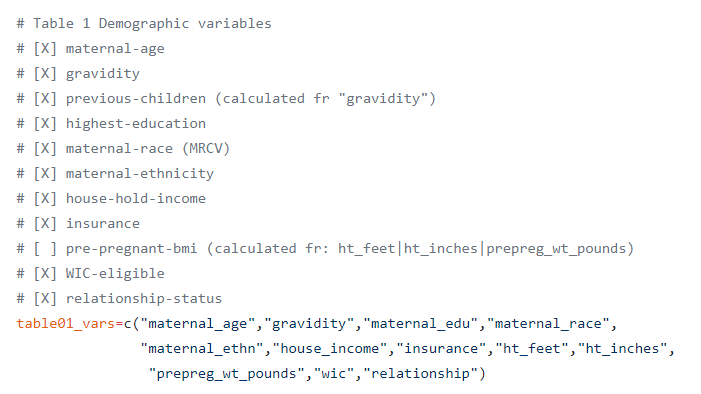 # Table 1 Demographic variables
# [X] maternal-age
# [X] gravidity
# [X] previous-children (calculated fr "gravidity")
# [X] highest-education
# [X] maternal-race (MRCV)
# [X] maternal-ethnicity
# [X] house-hold-income
# [X] insurance
# [ ] pre-pregnant-bmi (calculated fr: ht_feet|ht_inches|prepreg_wt_pounds)
# [X] WIC-eligible
# [X] relationship-status
table01_vars=c("maternal_age","gravidity","maternal_edu","maternal_race",
"maternal_ethn","house_income","insurance","ht_feet","ht_inches",
"prepreg_wt_pounds","wic","relationship")